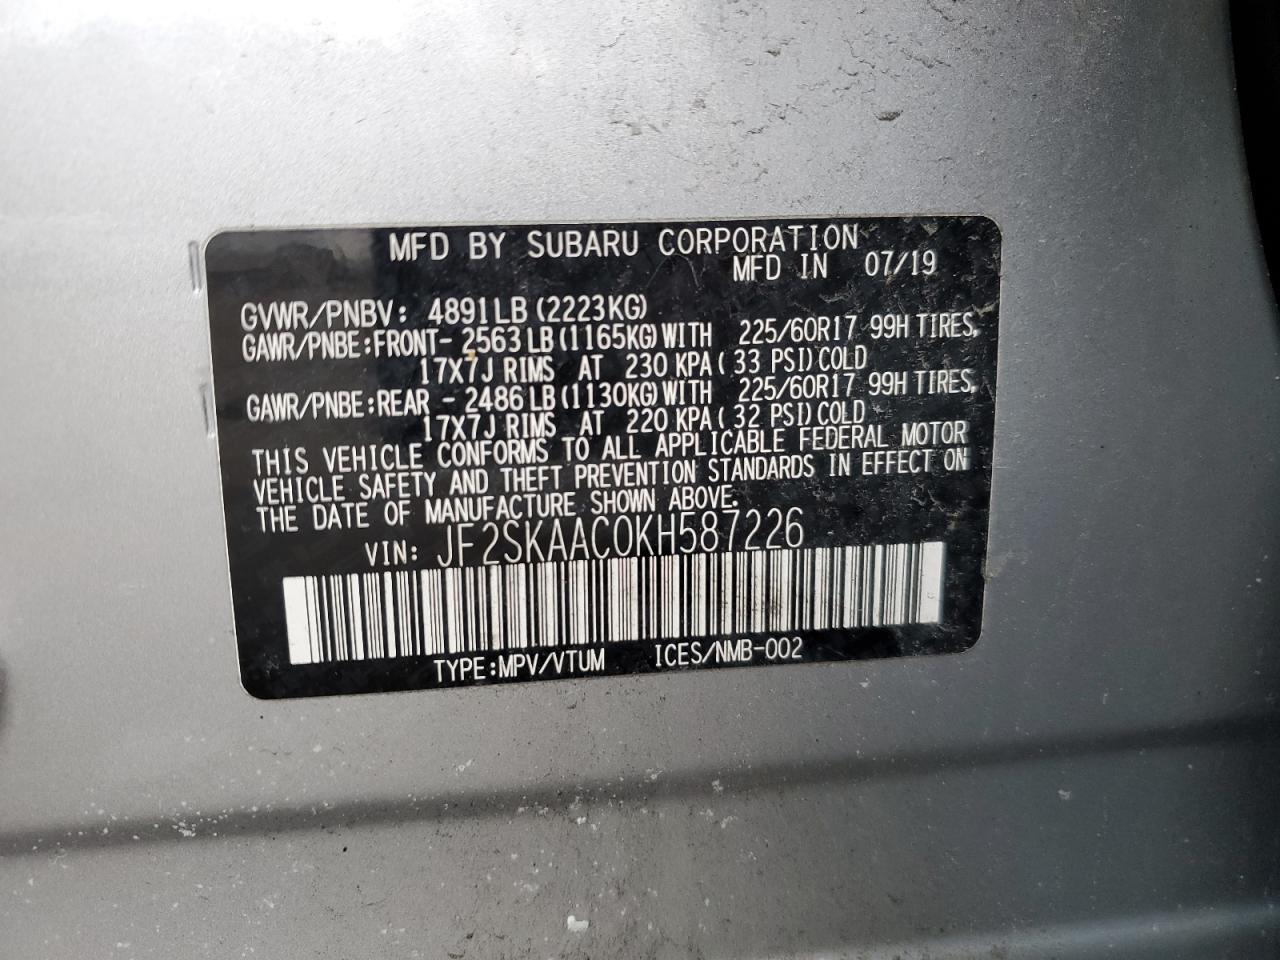 MFD BY SUBARU CORPORATION
MFD IN 07/19
GVWR/PNBV: 4891LB (2223KG)
GAWR/PNBE:FRONT- 2563 LB (1165KG) WITH 225/60R17 99H TIRES,
17X7J RIMS AT 230 KPA ( 33 PSI) COLD
GAWR/PNBE:REAR - 2486 LB (1130KG) WITH 225/60R17 99H TIRES,
17X7J RIMS AT 220 KPA ( 32 PSI) COLD
THIS VEHICLE CONFORMS TO ALL APPLICABLE FEDERAL MOTOR
VEHICLE SAFETY AND THEFT PREVENTION STANDARDS IN EFFECT ON
THE DATE OF MANUFACTURE SHOWN ABOVE.
VIN: JF2SKAAC0KH587226
TYPE:MPV/VTUM ICES/NMB-002